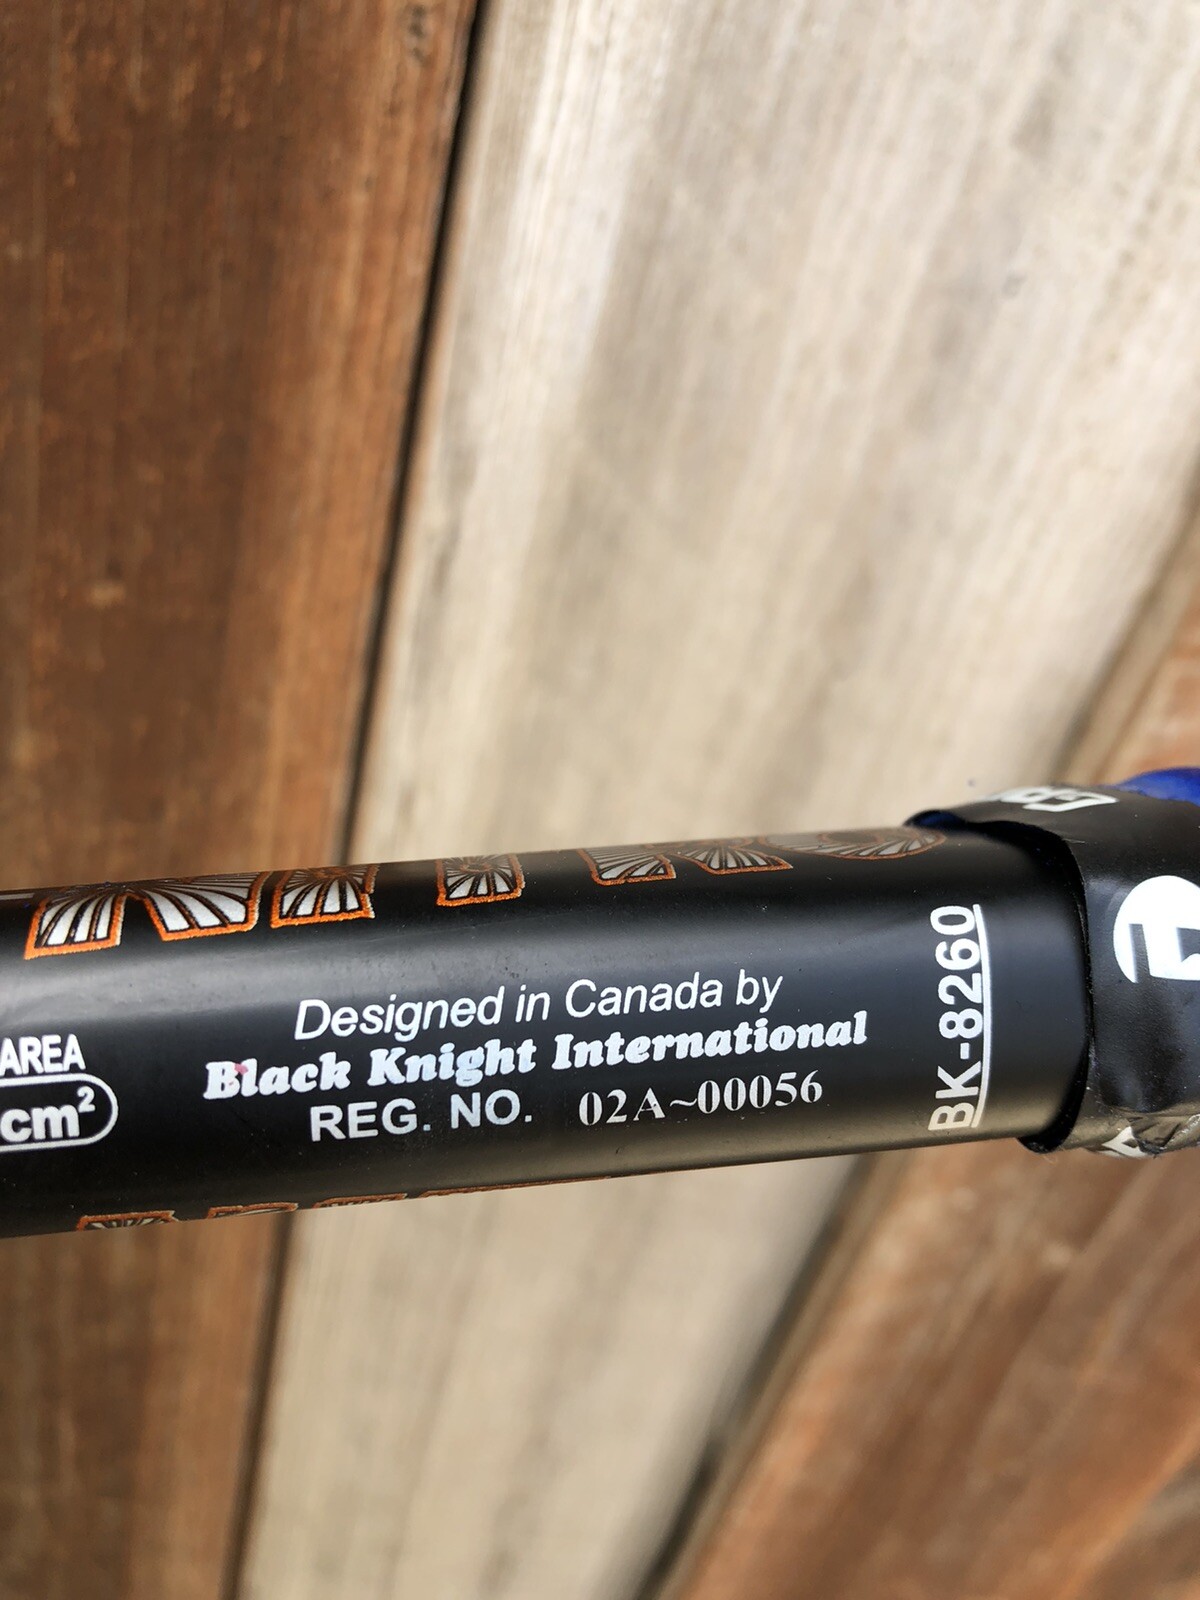 AREA
cm²
Designed in Canada by
Black Knight International
REG. NO. 02A~00056
BK-8260